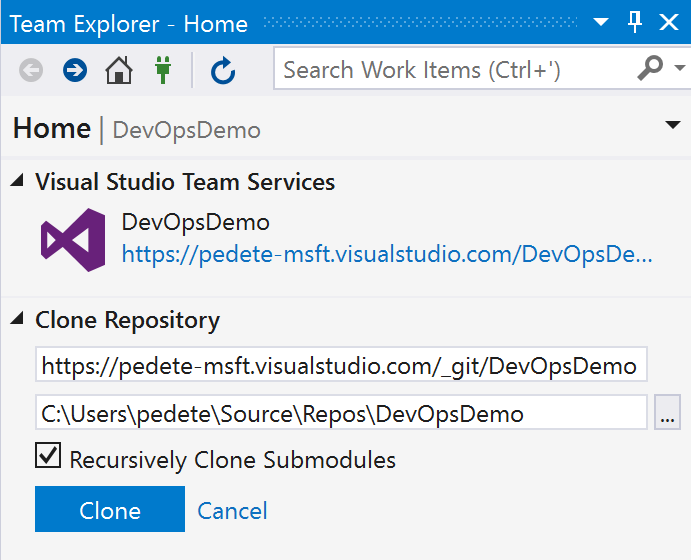 Team Explorer - Home
Search Work Items (Ctrl+')
Home | DevOpsDemo
Visual Studio Team Services
DevOpsDemo
https://pedete-msft.visualstudio.com/DevOpsDe...
Clone Repository
https://pedete-msft.visualstudio.com/_git/DevOpsDemo
C:\Users\pedete\Source\Repos\DevOpsDemo
...
Recursively Clone Submodules
Clone Cancel